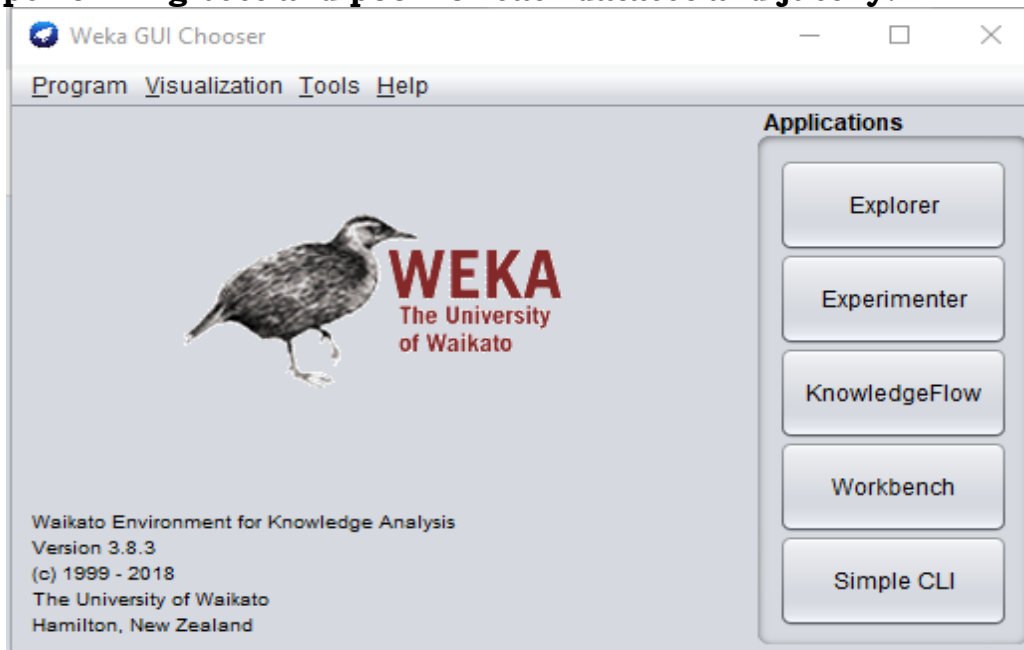 Weka GUI Chooser
Program Visualization Tools Help
Applications
Explorer
WEKA
The University
of Waikato
Experimenter
KnowledgeFlow
Workbench
Simple CLI
Waikato Environment for Knowledge Analysis
Version 3.8.3
(c) 1999 - 2018
The University of Waikato
Hamilton, New Zealand